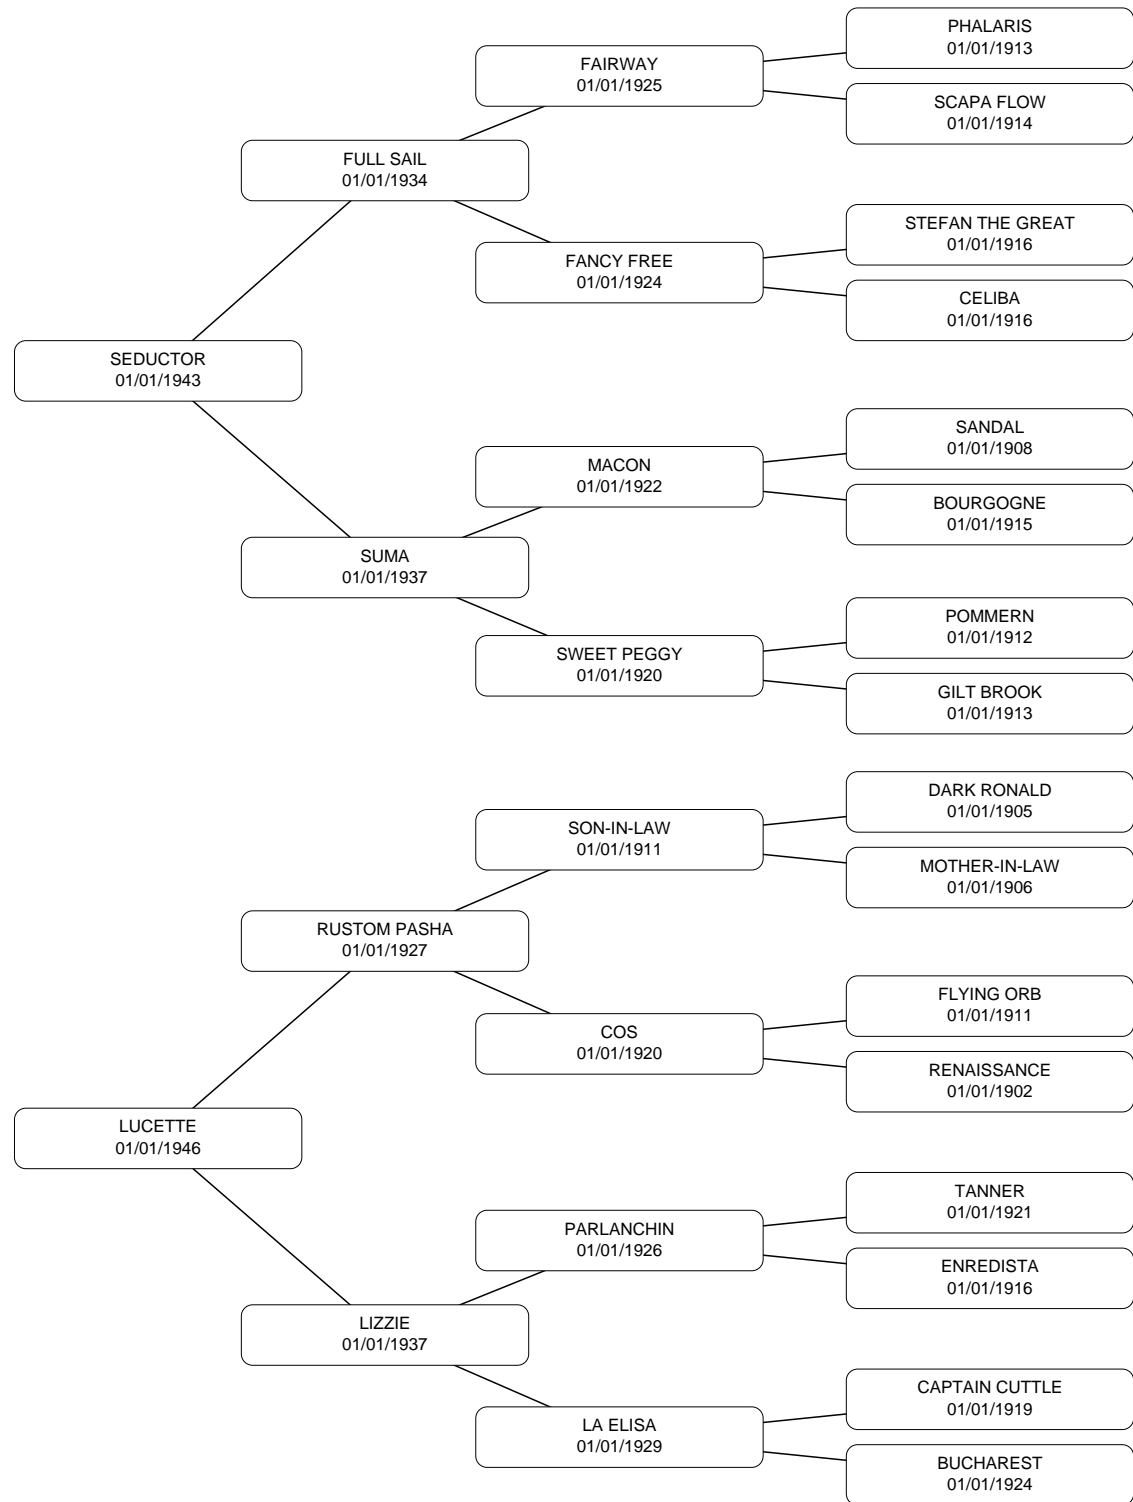 PHALARIS
01/01/1913
FAIRWAY
01/01/1925
SCAPA FLOW
01/01/1914
FULL SAIL
01/01/1934
STEFAN THE GREAT
01/01/1916
FANCY FREE
01/01/1924
CELIBA
01/01/1916
SEDUCTOR
01/01/1943
SANDAL
01/01/1908
MACON
01/01/1922
BOURGOGNE
01/01/1915
SUMA
01/01/1937
POMMERN
01/01/1912
SWEET PEGGY
01/01/1920
GILT BROOK
01/01/1913
DARK RONALD
01/01/1905
SON-IN-LAW
01/01/1911
MOTHER-IN-LAW
01/01/1906
RUSTOM PASHA
01/01/1927
FLYING ORB
01/01/1911
COS
01/01/1920
RENAISSANCE
01/01/1902
LUCETTE
01/01/1946
TANNER
01/01/1921
PARLANCHIN
01/01/1926
ENREDISTA
01/01/1916
LIZZIE
01/01/1937
CAPTAIN CUTTLE
01/01/1919
LA ELISA
01/01/1929
BUCHAREST
01/01/1924